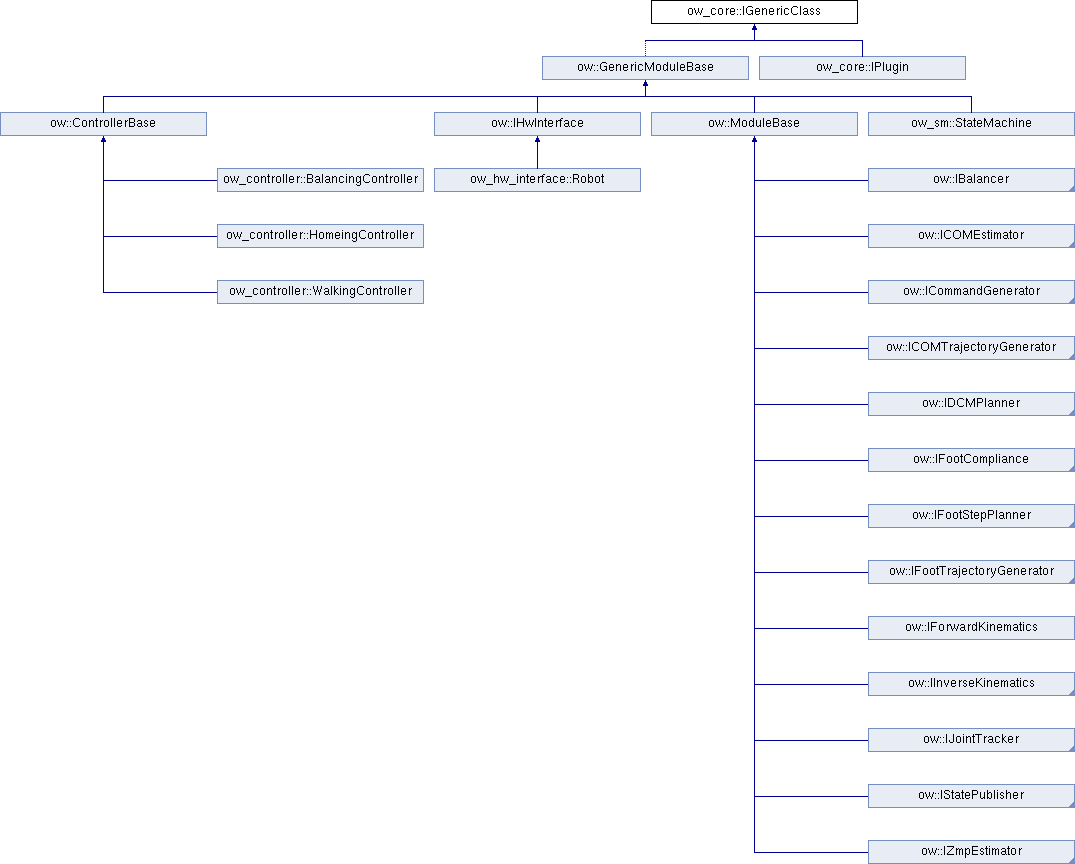 ow_core::IGenericClass
ow::GenericModuleBase
ow_core::IPlugin
ow::ControllerBase
ow::IHwInterface
ow::ModuleBase
ow_sm::StateMachine
ow_controller::BalancingController
ow_hw_interface::Robot
ow::IBalancer
ow_controller::HomeingController
ow::ICOMEstimator
ow_controller::WalkingController
ow::ICommandGenerator
ow::ICOMTrajectoryGenerator
ow::IDCMPlanner
ow::IFootCompliance
ow::IFootStepPlanner
ow::IFootTrajectoryGenerator
ow::IForwardKinematics
ow::IInverseKinematics
ow::IJointTracker
ow::IStatePublisher
ow::IZmpEstimator